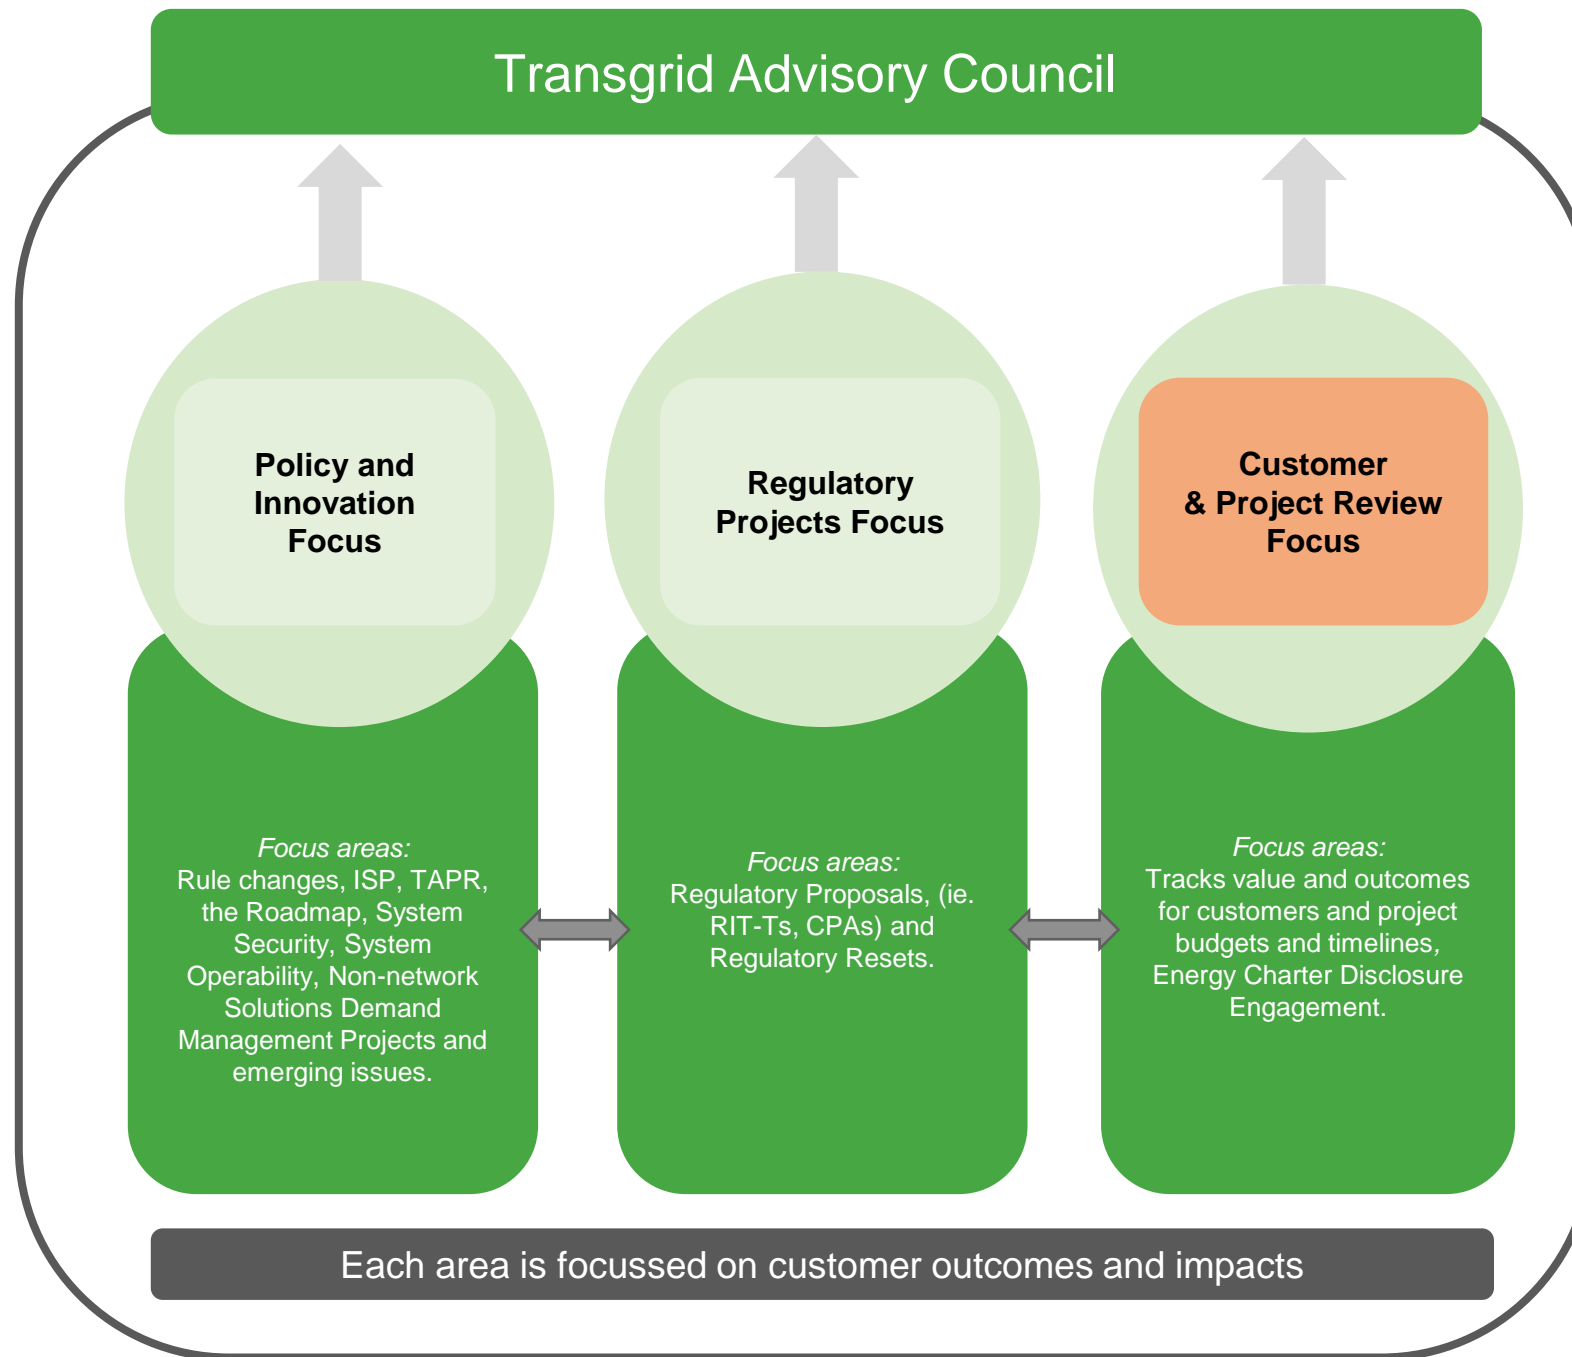 Transgrid Advisory Council
Policy and
Innovation
Focus
Focus areas:
Rule changes, ISP, TAPR,
the Roadmap, System
Security, System
Operability, Non-network
Solutions Demand
Management Projects and
emerging issues.
Regulatory
Projects Focus
Focus areas:
Regulatory Proposals, (ie.
RIT-Ts, CPAs) and
Regulatory Resets.
Customer
& Project Review
Focus
Focus areas:
Tracks value and outcomes
for customers and project
budgets and timelines,
Energy Charter Disclosure
Engagement.
Each area is focussed on customer outcomes and impacts